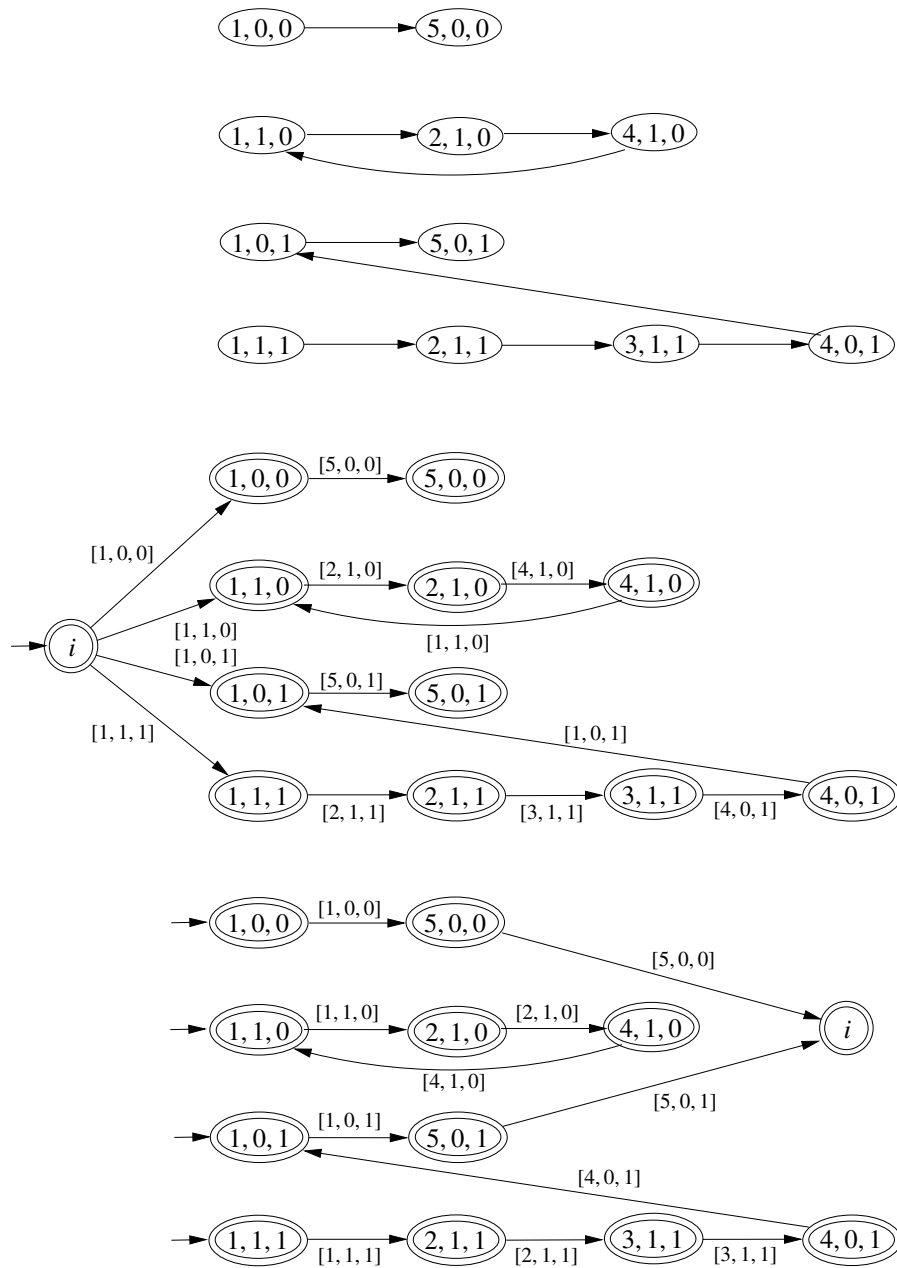 1, 0, 0 5, 0, 0
1, 1, 0 2, 1, 0 4, 1, 0
1, 0, 1 5, 0, 1
1, 1, 1 2, 1, 1 3, 1, 1 4, 0, 1
[5, 0, 0]
1, 0, 0 5, 0, 0
[1, 0, 0]
[2, 1, 0] [4, 1, 0]
1, 1, 0 2, 1, 0 4, 1, 0
[1, 1, 0] [1, 1, 0]
i
[1, 0, 1] [5, 0, 1]
1, 0, 1 5, 0, 1
[1, 1, 1] [1, 0, 1]
1, 1, 1 2, 1, 1 3, 1, 1 4, 0, 1
[2, 1, 1] [3, 1, 1] [4, 0, 1]
[1, 0, 0]
1, 0, 0 5, 0, 0
[5, 0, 0]
[1, 1, 0] [2, 1, 0]
1, 1, 0 2, 1, 0 4, 1, 0 i
[4, 1, 0]
[5, 0, 1]
[1, 0, 1]
1, 0, 1 5, 0, 1
[4, 0, 1]
1, 1, 1 2, 1, 1 3, 1, 1 4, 0, 1
[1, 1, 1] [2, 1, 1] [3, 1, 1]